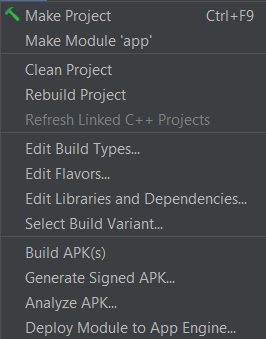 Make Project Ctrl+F9
Make Module 'app'
Clean Project
Rebuild Project
Refresh Linked C++ Projects
Edit Build Types...
Edit Flavors...
Edit Libraries and Dependencies...
Select Build Variant...
Build APK(s)
Generate Signed APK...
Analyze APK...
Deploy Module to App Engine...